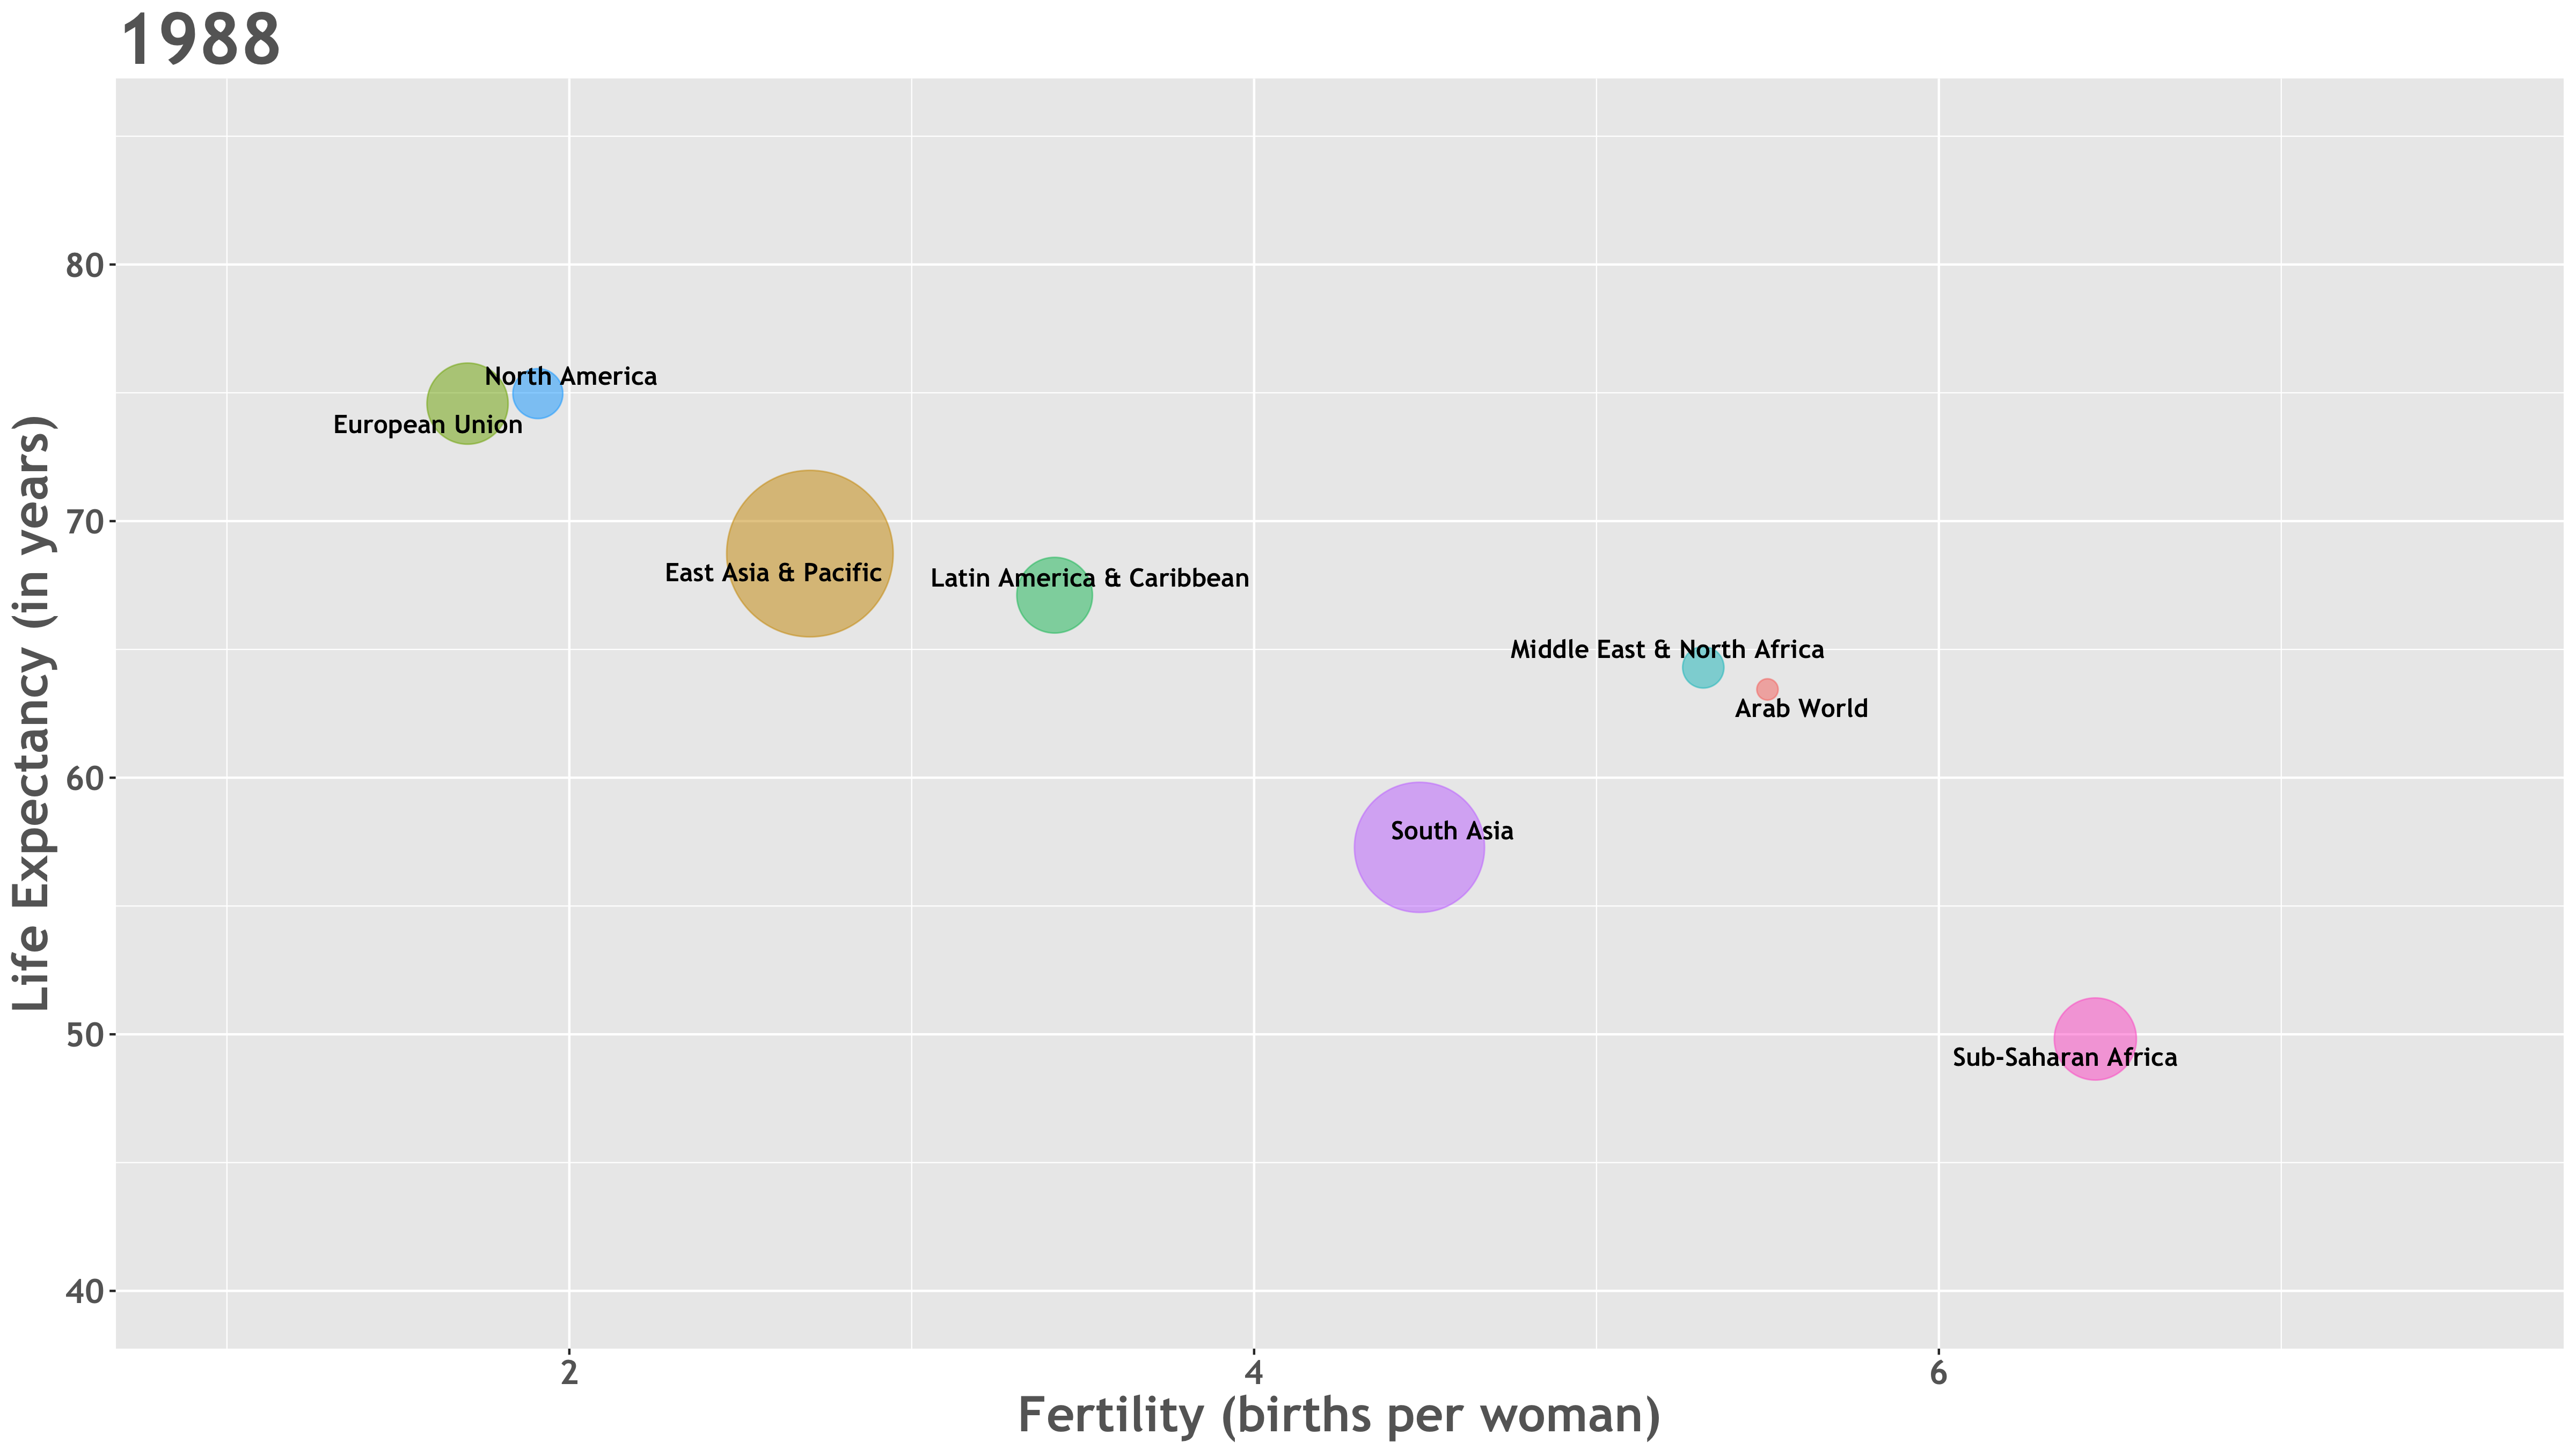 1988
80
70
60
50
40
Life Expectancy (in years)
North America
European Union
East Asia & Pacific
Latin America & Caribbean
Middle East & North Africa
Arab World
South Asia
Sub-Saharan Africa
2
4
6
Fertility (births per woman)